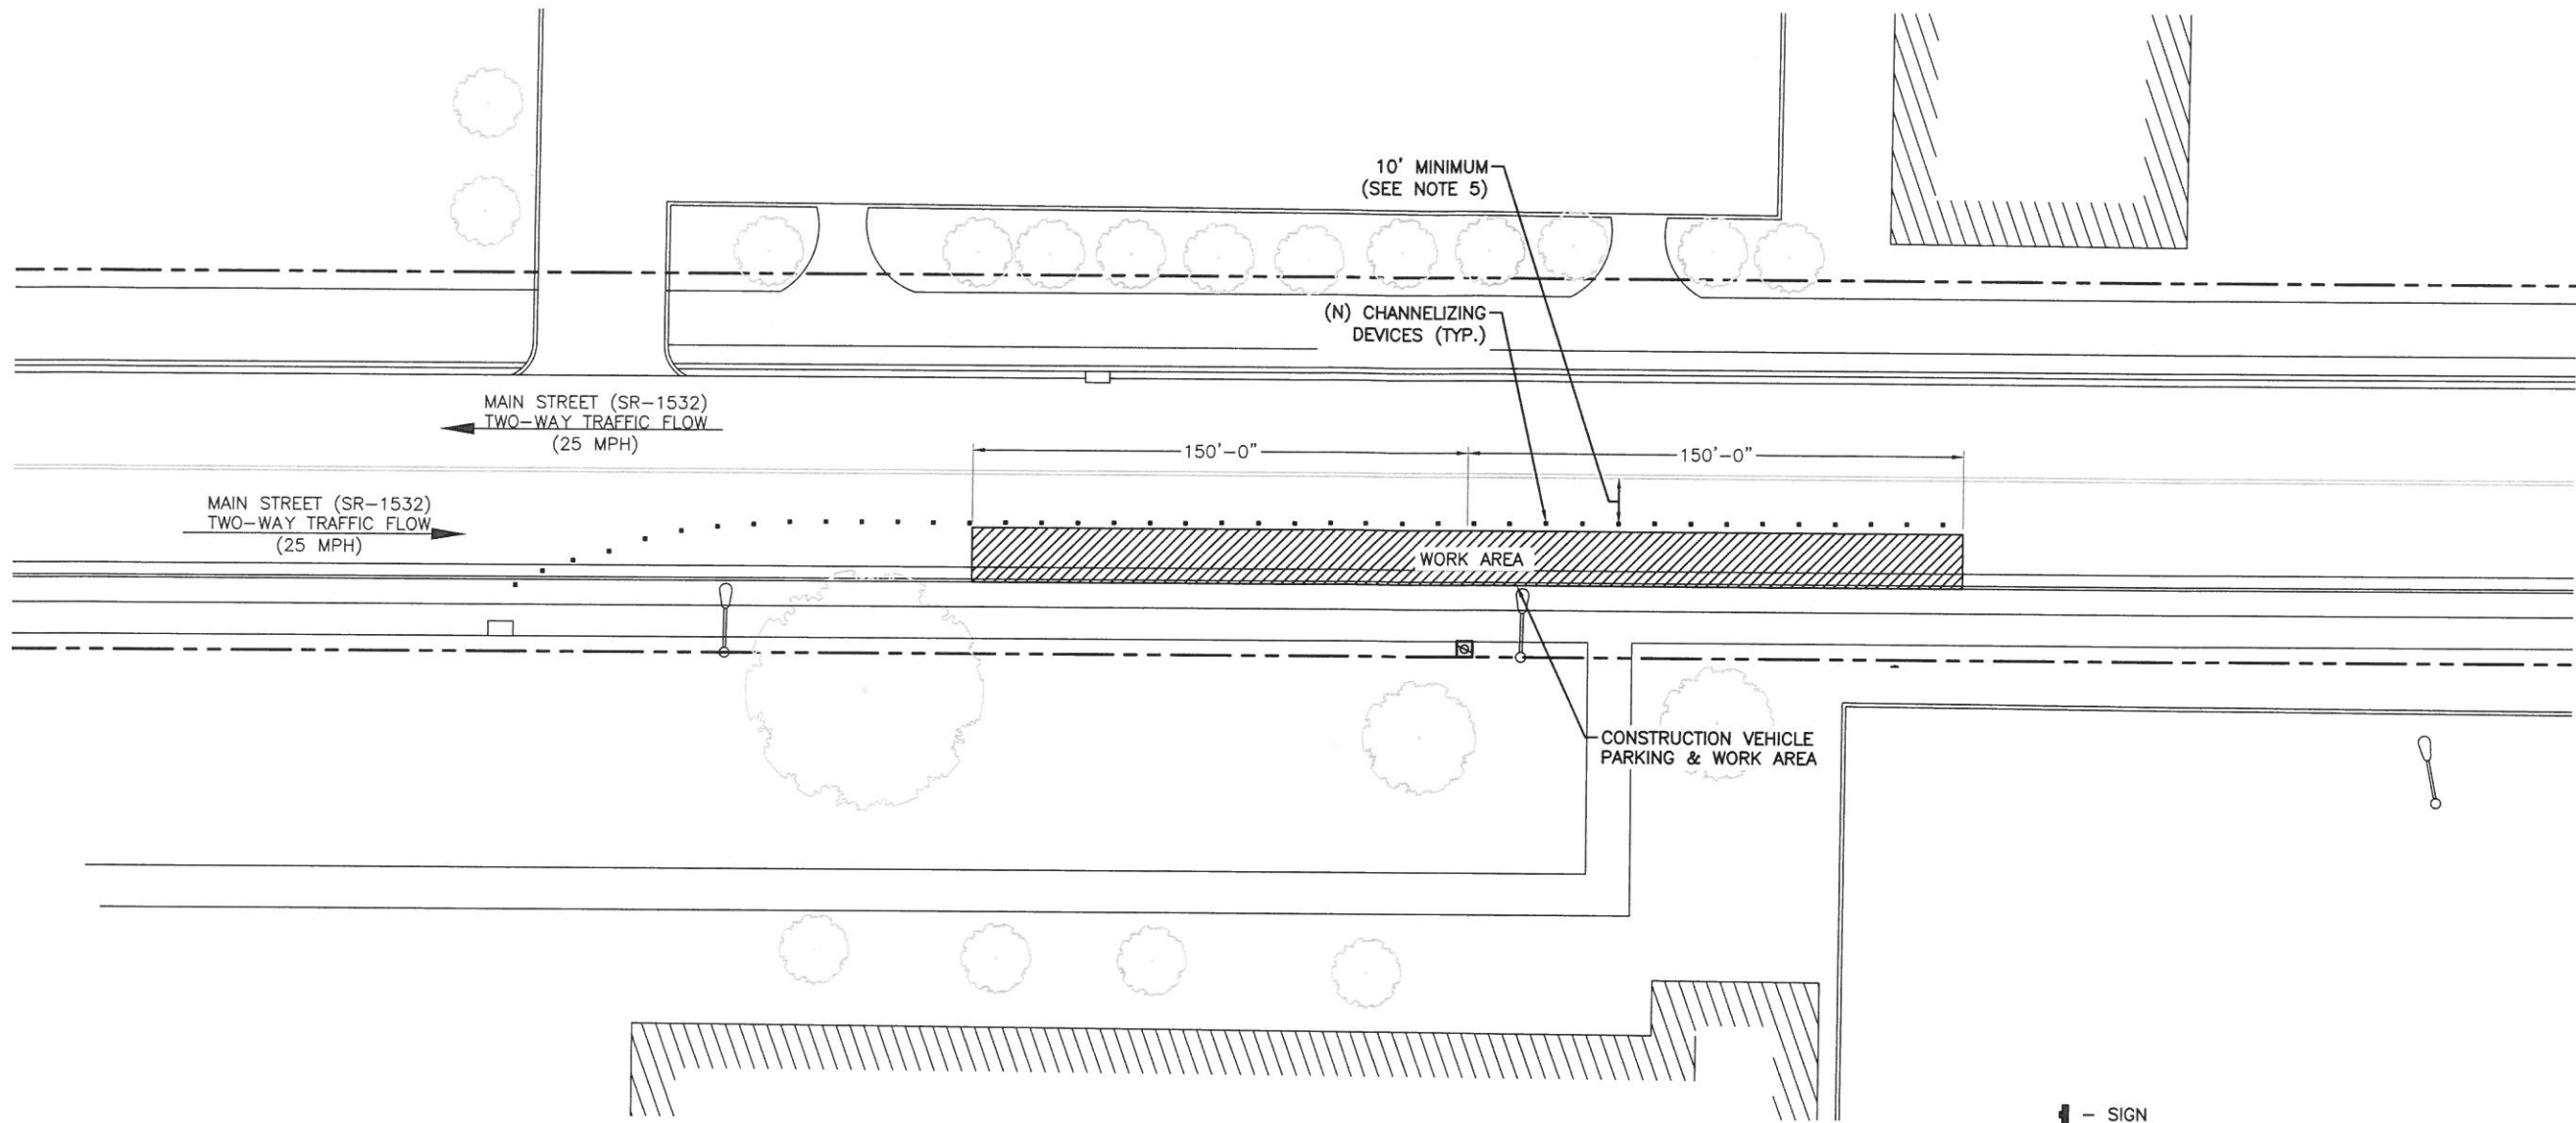 10' MINIMUM
(SEE NOTE 5)
(N) CHANNELIZING
DEVICES (TYP.)
MAIN STREET (SR-1532)
TWO-WAY TRAFFIC FLOW
(25 MPH)
150'-0"
150'-0"
MAIN STREET (SR-1532)
TWO-WAY TRAFFIC FLOW
(25 MPH)
WORK AREA
CONSTRUCTION VEHICLE
PARKING & WORK AREA
- SIGN